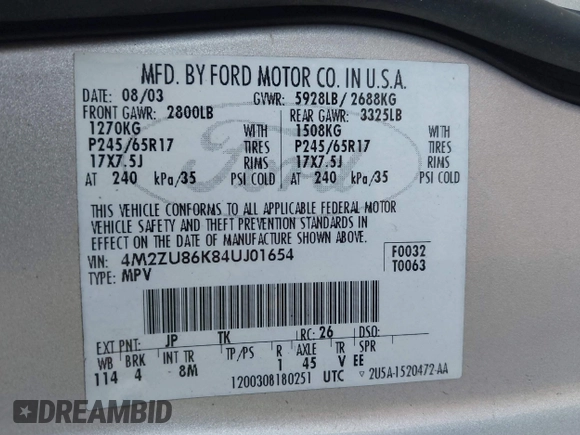 MFD. BY FORD MOTOR CO. IN U.S.A.
DATE: 08/03 GVWR: 5928LB/ 2688KG
FRONT GAWR: 2800LB REAR GAWR: 3325LB
1270KG WITH 1508KG WITH
P245/65R17 TIRES P245/65R17 TIRES
17X7.5J RIMS 17X7.5J RIMS
AT 240 kPa/35 PSI COLD AT 240 kPa/35 PSI COLD
Ford
THIS VEHICLE CONFORMS TO ALL APPLICABLE FEDERAL MOTOR
VEHICLE SAFETY AND THEFT PREVENTION STANDARDS IN
EFFECT ON THE DATE OF MANUFACTURE SHOWN ABOVE.
VIN: 4M2ZU86K84UJ01654 F0032
TYPE: MPV T0063
EXT PNT: JP TK RC: 26 DSO:
WB BRK INT TR TP/PS R AXLE TR SPR
114 4 8M 1 45 V EE
1200308180251 UTC ▽ 2U5A-1520472-AA
DREAMBID